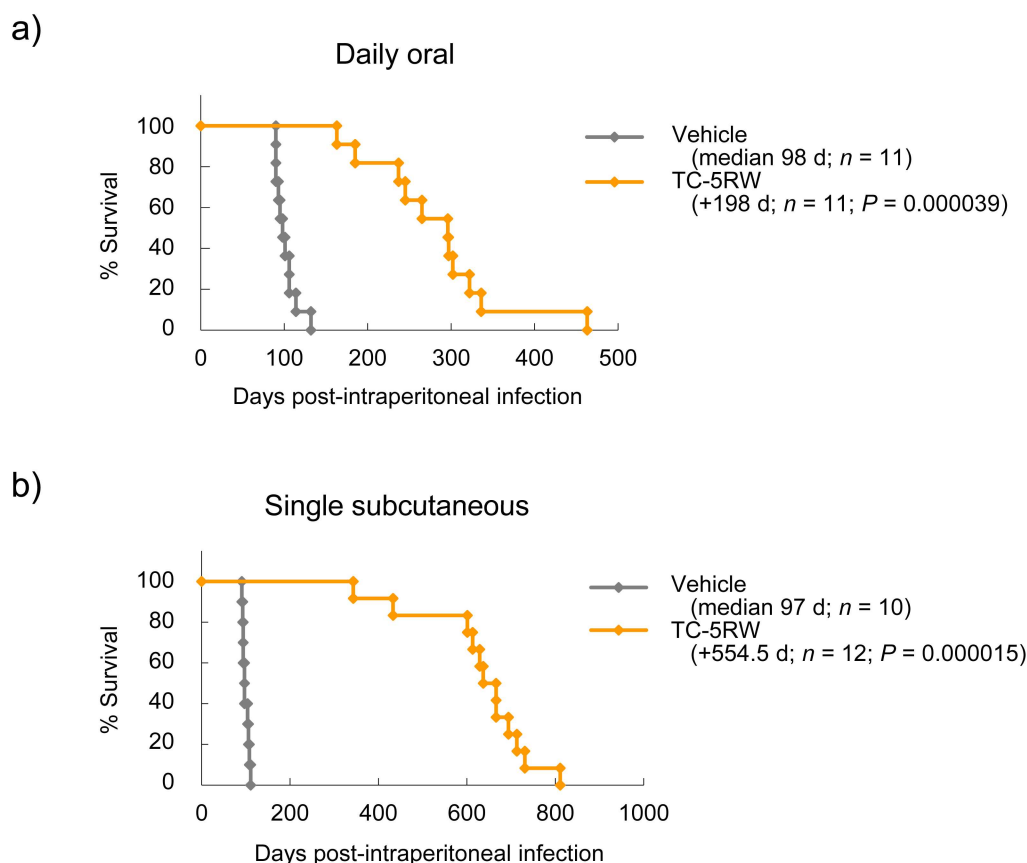 a)
Daily oral
100
80
60
40
20
0
% Survival
0 100 200 300 400 500
Days post-intraperitoneal infection
Vehicle
(median 98 d; n = 11)
TC-5RW
(+198 d; n = 11; P = 0.000039)
b)
Single subcutaneous
100
80
60
40
20
0
% Survival
0 200 400 600 800 1000
Days post-intraperitoneal infection
Vehicle
(median 97 d; n = 10)
TC-5RW
(+554.5 d; n = 12; P = 0.000015)